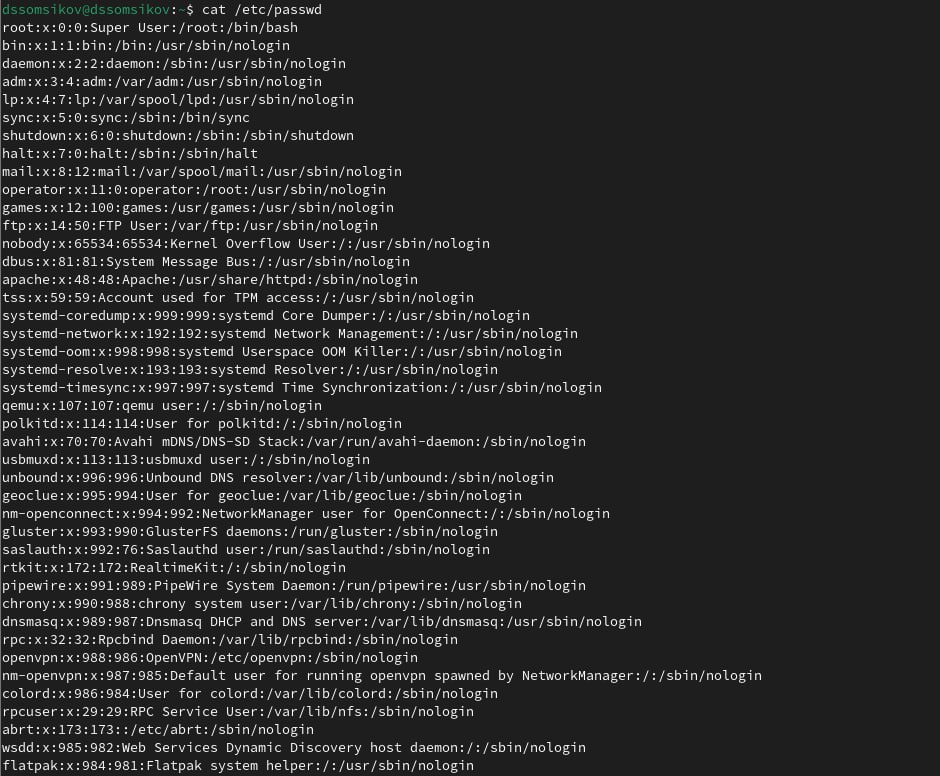 dssomsikov@dssomsikov:~$ cat /etc/passwd
root:x:0:0:Super User:/root:/bin/bash
bin:x:1:1:bin:/bin:/usr/sbin/nologin
daemon:x:2:2:daemon:/sbin:/usr/sbin/nologin
adm:x:3:4:adm:/var/adm:/usr/sbin/nologin
lp:x:4:7:lp:/var/spool/lpd:/usr/sbin/nologin
sync:x:5:0:sync:/sbin:/bin/sync
shutdown:x:6:0:shutdown:/sbin:/sbin/shutdown
halt:x:7:0:halt:/sbin:/sbin/halt
mail:x:8:12:mail:/var/spool/mail:/usr/sbin/nologin
operator:x:11:0:operator:/root:/usr/sbin/nologin
games:x:12:100:games:/usr/games:/usr/sbin/nologin
ftp:x:14:50:FTP User:/var/ftp:/usr/sbin/nologin
nobody:x:65534:65534:Kernel Overflow User:/:/usr/sbin/nologin
dbus:x:81:81:System Message Bus:/:/usr/sbin/nologin
apache:x:48:48:Apache:/usr/share/httpd:/sbin/nologin
tss:x:59:59:Account used for TPM access:/:/usr/sbin/nologin
systemd-coredump:x:999:999:systemd Core Dumper:/:/usr/sbin/nologin
systemd-network:x:192:192:systemd Network Management:/:/usr/sbin/nologin
systemd-oom:x:998:998:systemd Userspace OOM Killer:/:/usr/sbin/nologin
systemd-resolve:x:193:193:systemd Resolver:/:/usr/sbin/nologin
systemd-timesync:x:997:997:systemd Time Synchronization:/:/usr/sbin/nologin
qemu:x:107:107:qemu user:/:/sbin/nologin
polkitd:x:114:114:User for polkitd:/:/sbin/nologin
avahi:x:70:70:Avahi mDNS/DNS-SD Stack:/var/run/avahi-daemon:/sbin/nologin
usbmuxd:x:113:113:usbmuxd user:/:/sbin/nologin
unbound:x:996:996:Unbound DNS resolver:/var/lib/unbound:/sbin/nologin
geoclue:x:995:994:User for geoclue:/var/lib/geoclue:/sbin/nologin
nm-openconnect:x:994:992:NetworkManager user for OpenConnect:/:/sbin/nologin
gluster:x:993:990:GlusterFS daemons:/run/gluster:/sbin/nologin
saslauth:x:992:76:Saslauthd user:/run/saslauthd:/sbin/nologin
rtkit:x:172:172:RealtimeKit:/:/sbin/nologin
pipewire:x:991:989:PipeWire System Daemon:/run/pipewire:/usr/sbin/nologin
chrony:x:990:988:chrony system user:/var/lib/chrony:/sbin/nologin
dnsmasq:x:989:987:Dnsmasq DHCP and DNS server:/var/lib/dnsmasq:/usr/sbin/nologin
rpc:x:32:32:Rpcbind Daemon:/var/lib/rpcbind:/sbin/nologin
openvpn:x:988:986:OpenVPN:/etc/openvpn:/sbin/nologin
nm-openvpn:x:987:985:Default user for running openvpn spawned by NetworkManager:/:/sbin/nologin
colord:x:986:984:User for colord:/var/lib/colord:/sbin/nologin
rpcuser:x:29:29:RPC Service User:/var/lib/nfs:/sbin/nologin
abrt:x:173:173::/etc/abrt:/sbin/nologin
wsdd:x:985:982:Web Services Dynamic Discovery host daemon:/:/sbin/nologin
flatpak:x:984:981:Flatpak system helper:/:/usr/sbin/nologin